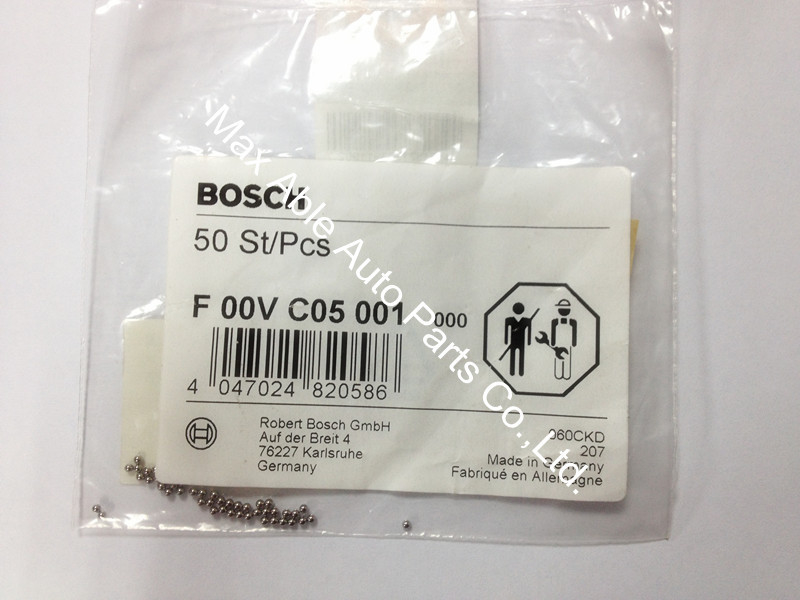 BOSCH
50 St/Pcs
F 00V C05 001 000
4 047024 820586
Robert Bosch GmbH
Auf der Breit 4
76227 Karlsruhe
Germany
060CKD
207
Made in Germany
Fabriqué en Allemagne
Max Able Auto Parts Co., Ltd.